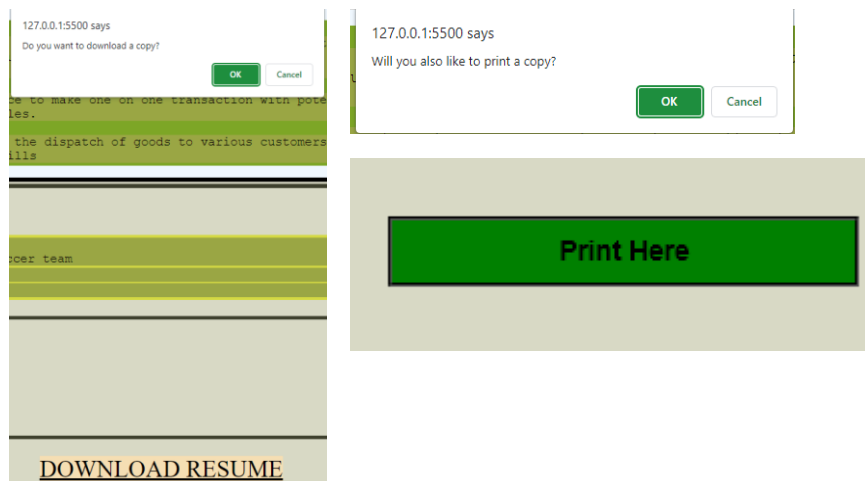 127.0.0.1:5500 says
Do you want to download a copy?
OK Cancel
ce to make one on one transaction with pote
les.
the dispatch of goods to various customers
ills
ccer team
DOWNLOAD RESUME
127.0.0.1:5500 says
Will you also like to print a copy?
OK Cancel
Print Here